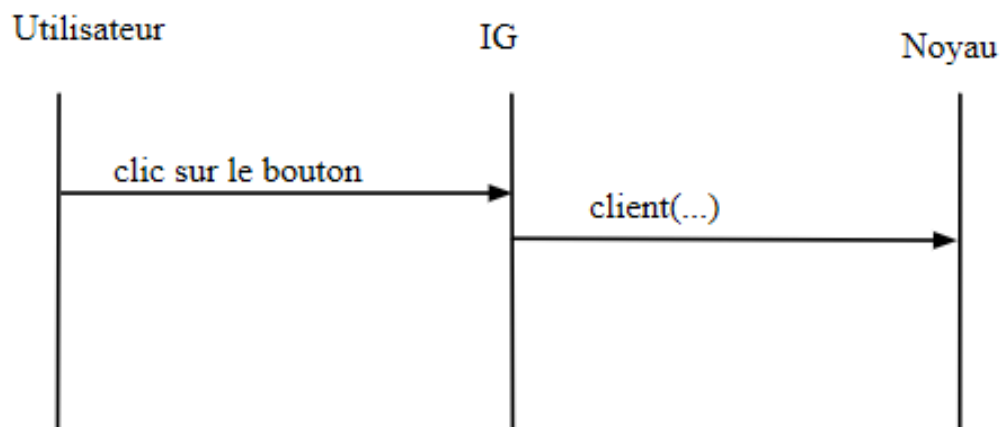 Utilisateur
IG
Noyau
clic sur le bouton
client(...)